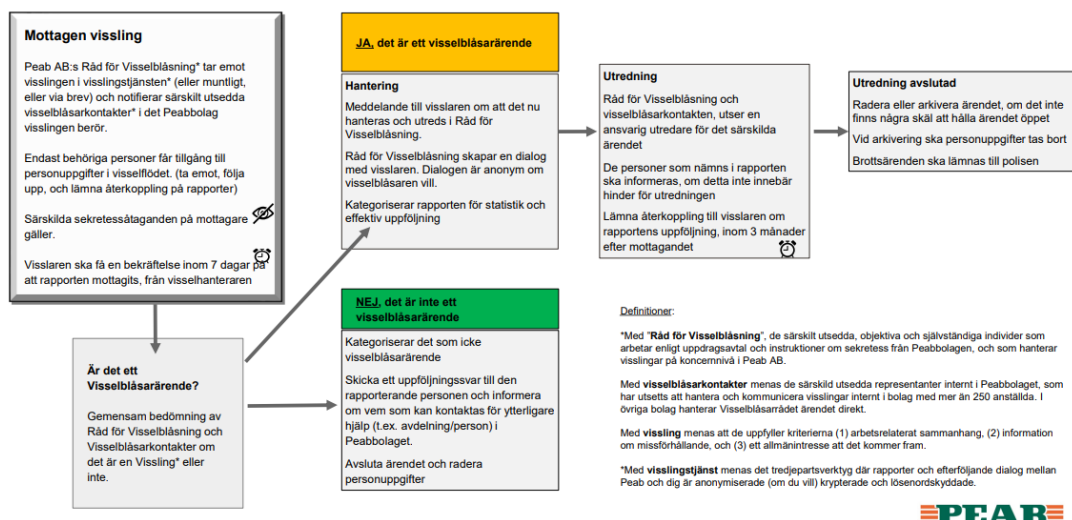 Mottagen vissling
Peab AB:s Råd för Visselblåsning* tar emot
visslingen i visslingstjänsten* (eller muntligt,
eller via brev) och notifierar särskilt utsedda
visselblåsarkontakter* i det Peabbolag
visslingen berör.
Endast behöriga personer får tillgång till
personuppgifter i visselflödet. (ta emot, följa
upp, och lämna återkoppling på rapporter)
Särskilda sekretessåtaganden på mottagare
gäller.
Visslaren ska få en bekräftelse inom 7 dagar på
att rapporten mottagits, från visselhanteraren
Är det ett
Visselblåsarärende?
Gemensam bedömning av
Råd för Visselblåsning och
Visselblåsarkontakter om
det är en Vissling* eller
inte.
JA, det är ett visselblåsarärende
Hantering
Meddelande till visslaren om att det nu
hanteras och utreds i Råd för
Visselblåsning.
Råd för Visselblåsning skapar en dialog
med visslaren. Dialogen är anonym om
visselblåsaren vill.
Kategoriserar rapporten för statistik och
effektiv uppföljning
NEJ, det är inte ett
visselblåsarärende
Kategoriserar det som icke
visselblåsarärende
Skicka ett uppföljningssvar till den
rapporterande personen och informera
om vem som kan kontaktas för ytterligare
hjälp (t.ex. avdelning/person) i
Peabbolaget.
Avsluta ärendet och radera
personuppgifter
Utredning
Råd för Visselblåsning och
visselblåsarkontakten, utser en
ansvarig utredare för det särskilda
ärendet
De personer som nämns i rapporten
ska informeras, om detta inte innebär
hinder för utredningen
Lämna återkoppling till visslaren om
rapportens uppföljning, inom 3 månader
efter mottagandet
Utredning avslutad
Radera eller arkivera ärendet, om det inte
finns några skäl att hålla ärendet öppet
Vid arkivering ska personuppgifter tas bort
Brottsärenden ska lämnas till polisen
Definitioner:
*Med "Råd för Visselblåsning", de särskilt utsedda, objektiva och självständiga individer som
arbetar enligt uppdragsavtal och instruktioner om sekretess från Peabbolagen, och som hanterar
visslingar på koncernnivå i Peab AB.
Med visselblåsarkontakter menas de särskild utsedda representanter internt i Peabbolaget, som
har utsetts att hantera och kommunicera visslingar internt i bolag med mer än 250 anställda. I
övriga bolag hanterar Visselblåsarrådet ärendet direkt.
Med vissling menas att de uppfyller kriterierna (1) arbetsrelaterat sammanhang, (2) information
om missförhållande, och (3) ett allmänintresse att det kommer fram.
*Med visslingstjänst menas det tredjepartsverktyg där rapporter och efterföljande dialog mellan
Peab och dig är anonymiserade (om du vill) krypterade och lösenordskyddade.
PEAB